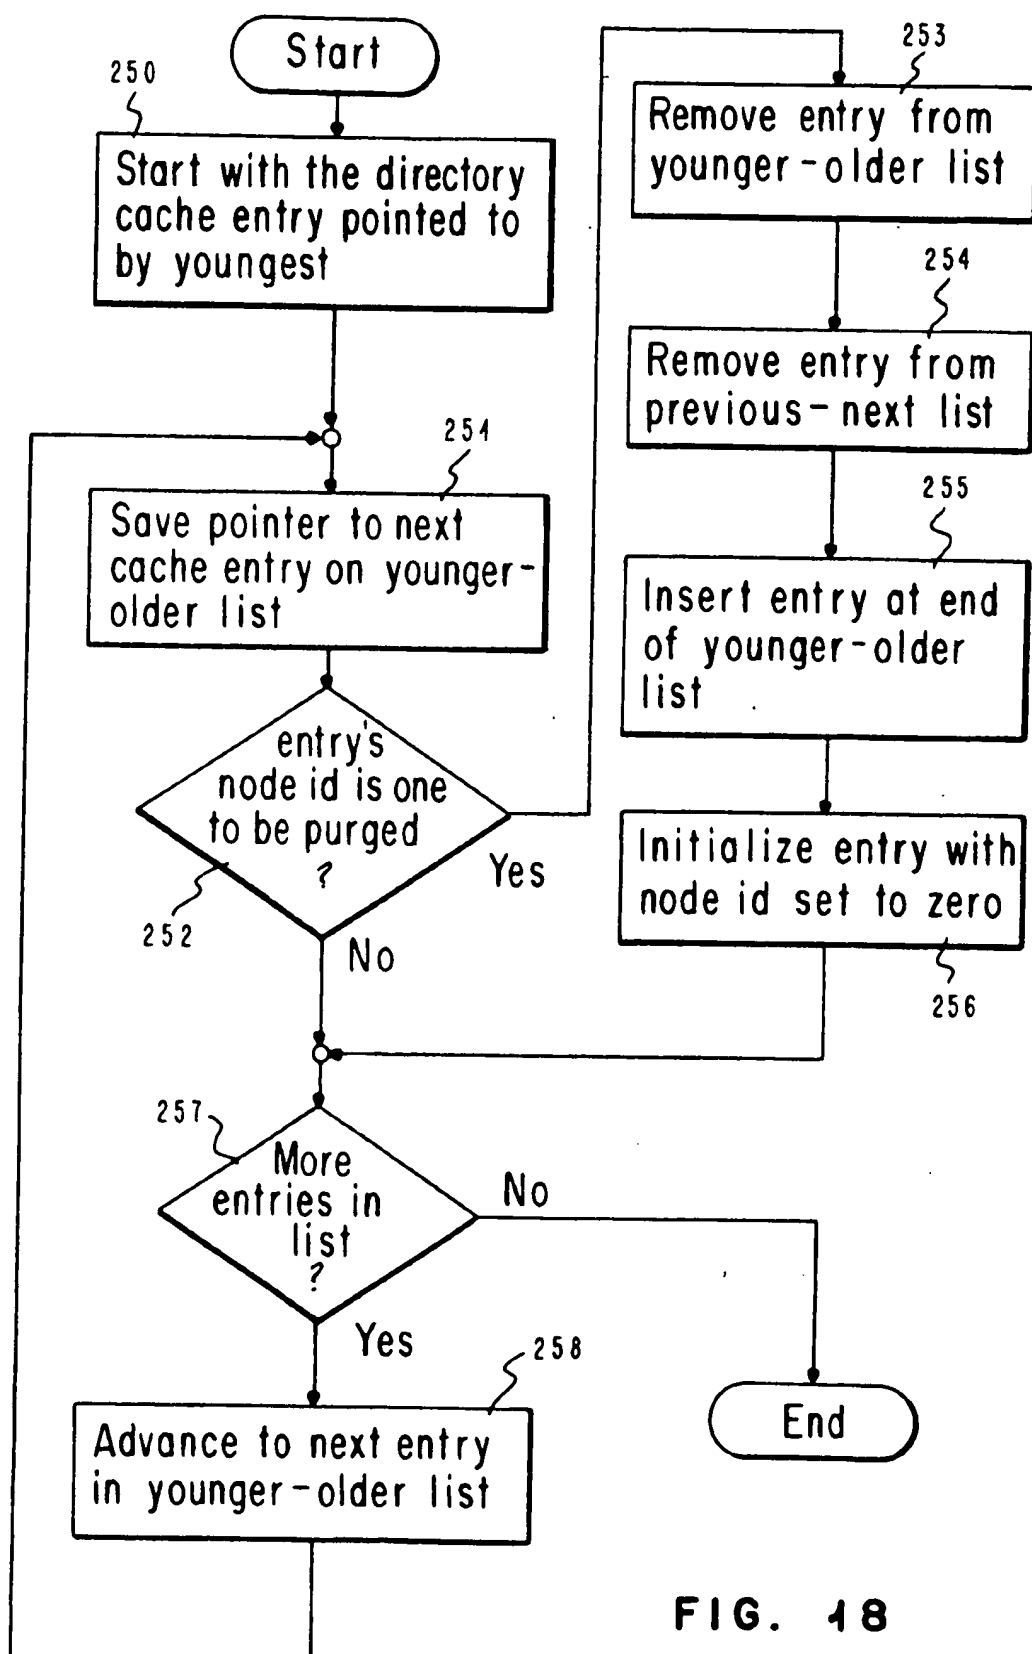 Start
250
Start with the directory
cache entry pointed to
by youngest
254
Save pointer to next
cache entry on younger-
older list
entry's
node id is one
to be purged
?
252
Yes
No
253
Remove entry from
younger-older list
254
Remove entry from
previous-next list
255
Insert entry at end
of younger-older
list
Initialize entry with
node id set to zero
256
257
More
entries in
list
?
No
Yes
258
Advance to next entry
in younger-older list
End
FIG. 18